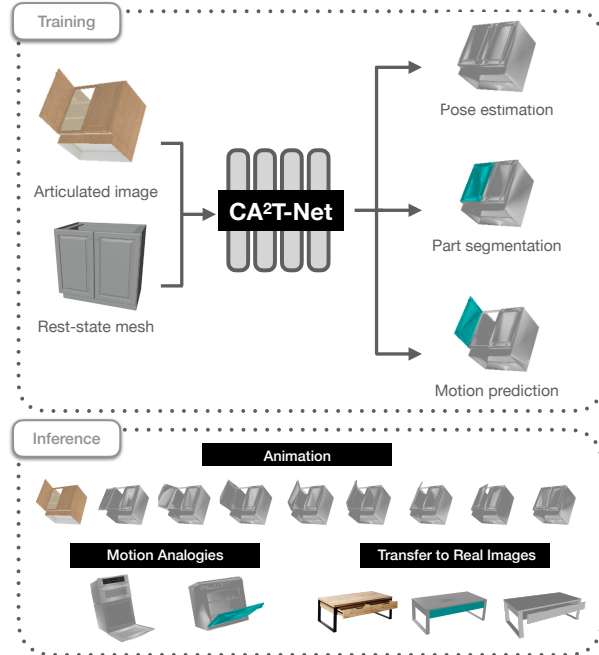 Training
Articulated image
Rest-state mesh
CA²T-Net
Pose estimation
Part segmentation
Motion prediction
Inference
Animation
Motion Analogies
Transfer to Real Images